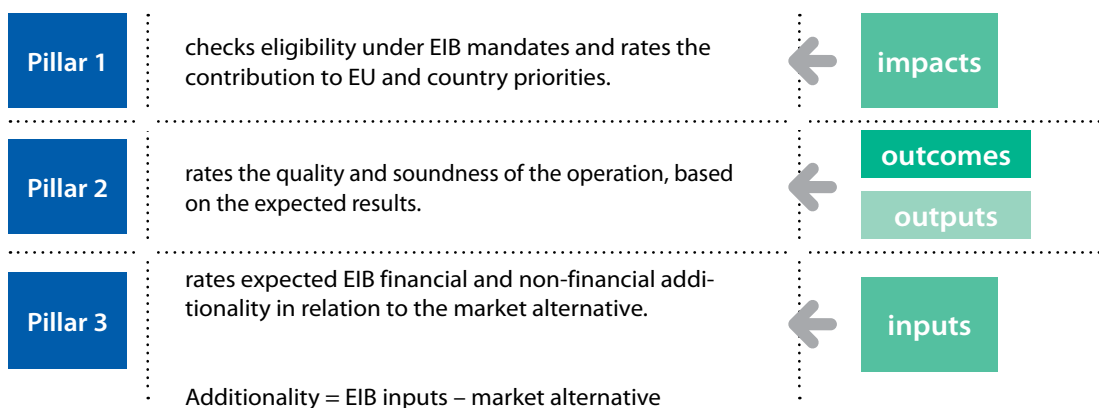 Pillar 1
checks eligibility under EIB mandates and rates the
contribution to EU and country priorities.
impacts
Pillar 2
rates the quality and soundness of the operation, based
on the expected results.
outcomes
outputs
Pillar 3
rates expected EIB financial and non-financial addi-
tionality in relation to the market alternative.
Additionality = EIB inputs – market alternative
inputs